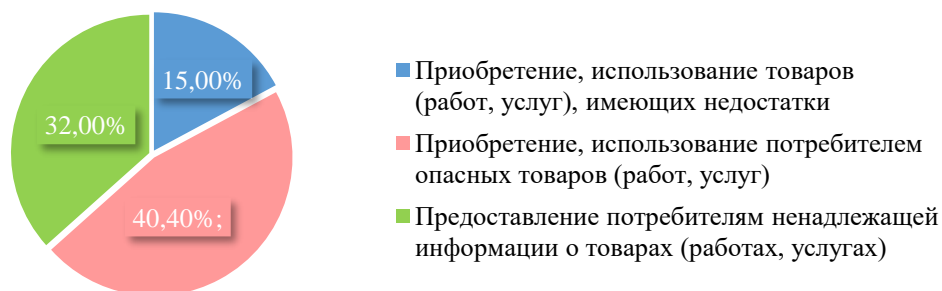 15,00%
32,00%
40,40%;
Приобретение, использование товаров
(работ, услуг), имеющих недостатки
Приобретение, использование потребителем
опасных товаров (работ, услуг)
Предоставление потребителям ненадлежащей
информации о товарах (работах, услугах)